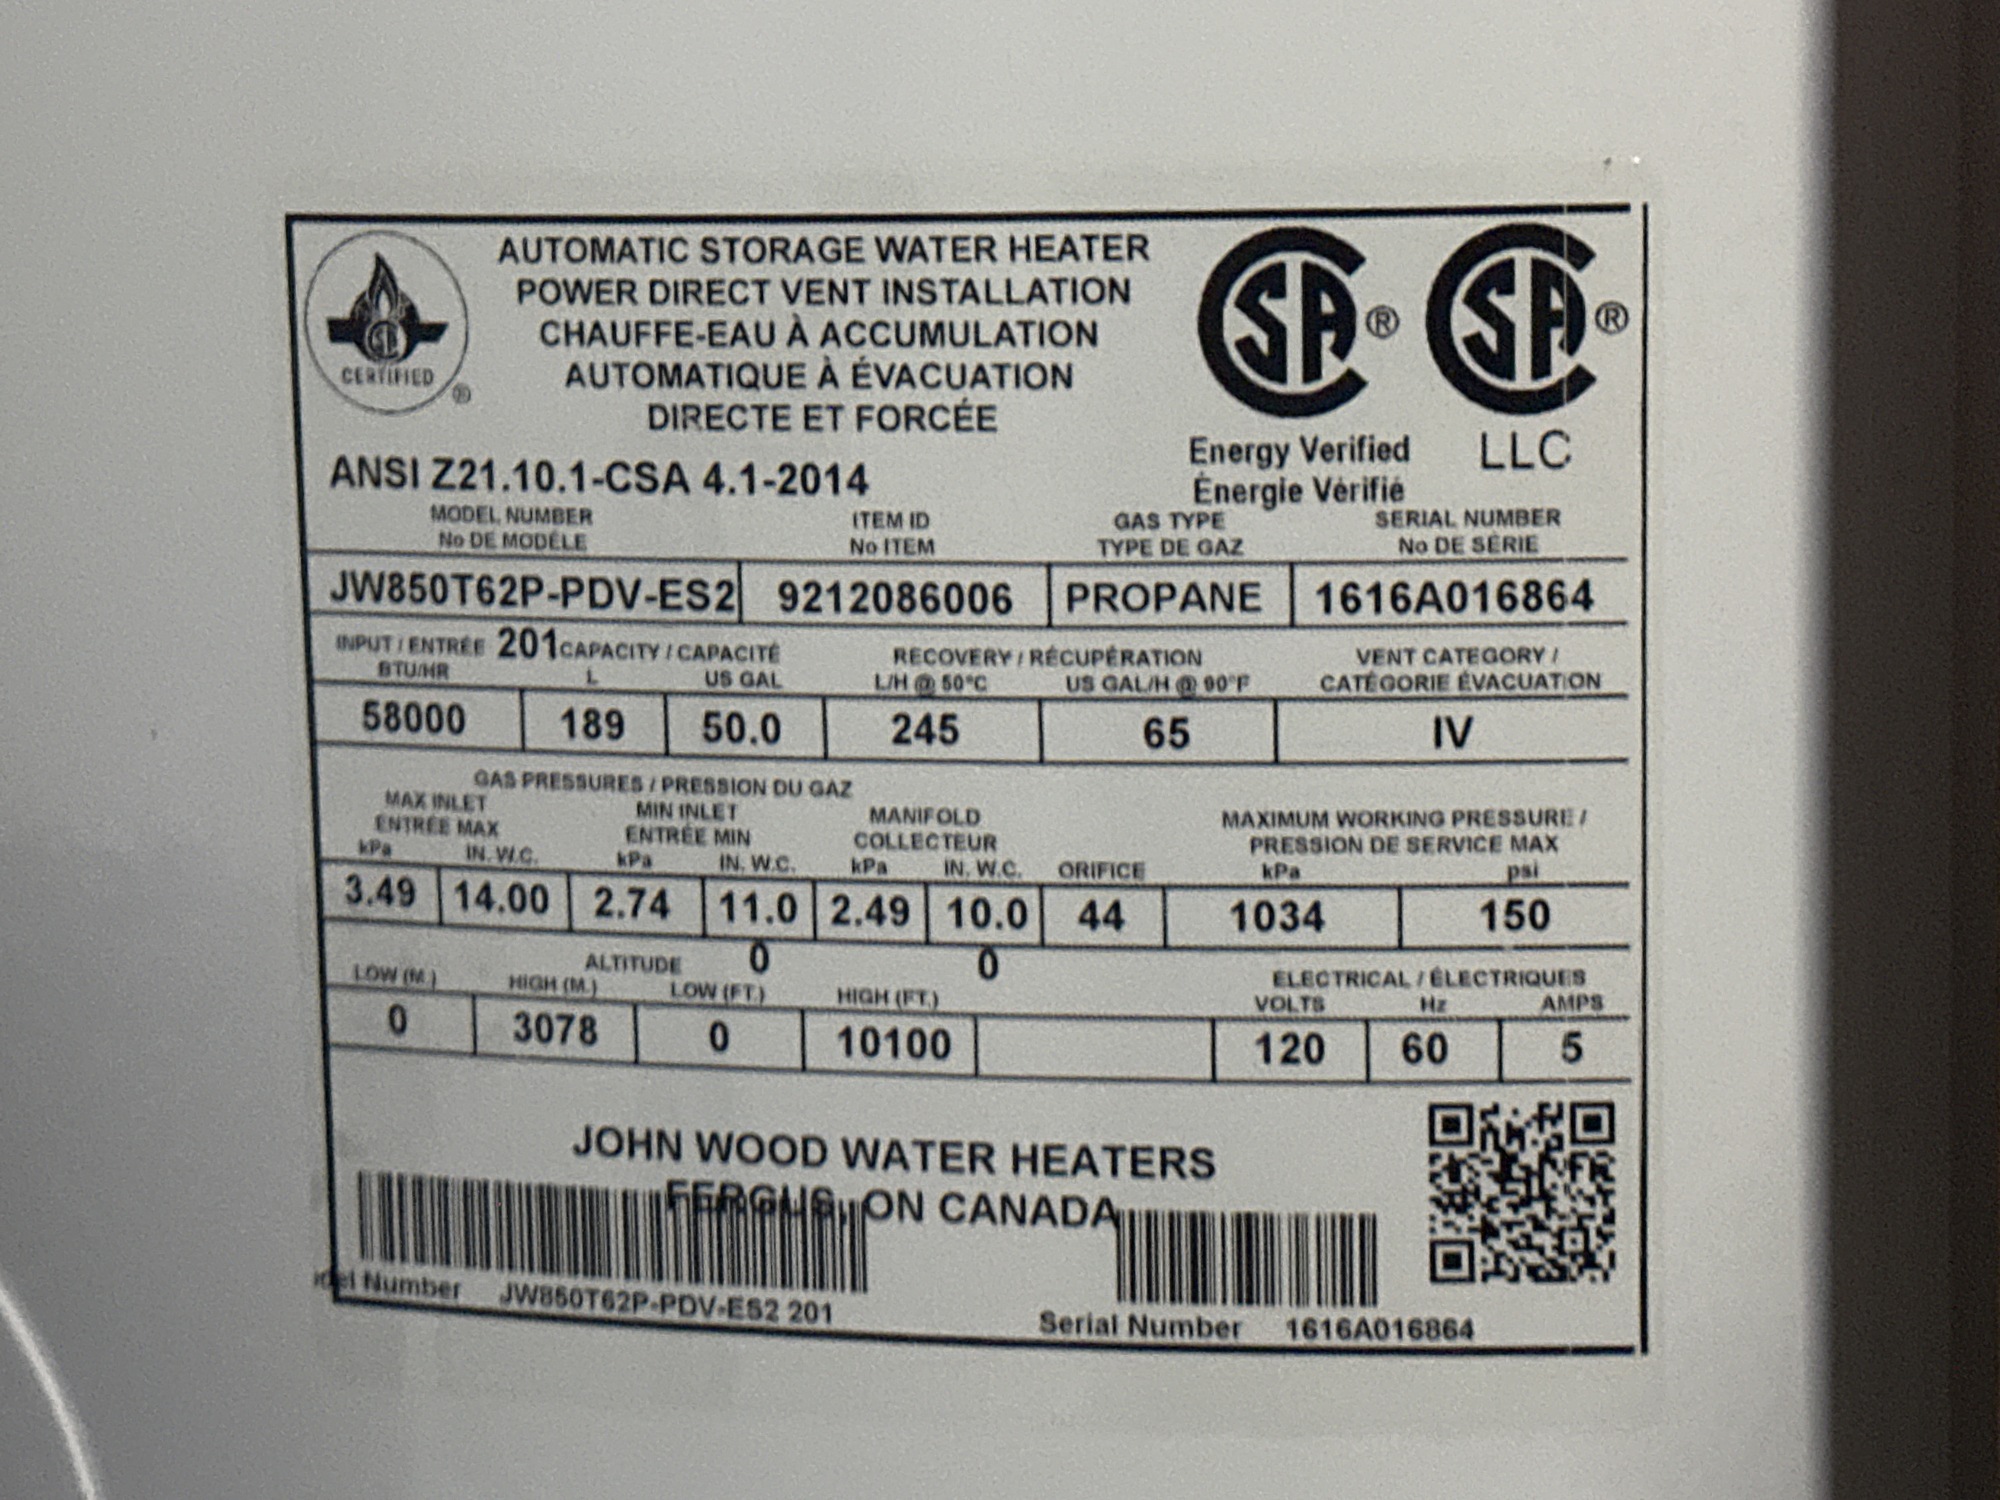 AUTOMATIC STORAGE WATER HEATER
POWER DIRECT VENT INSTALLATION
CHAUFFE-EAU À ACCUMULATION
AUTOMATIQUE À ÉVACUATION
DIRECTE ET FORCÉE
CERTIFIED ®
SA ® SA ®
Energy Verified LLC
Énergie Vérifié
ANSI Z21.10.1-CSA 4.1-2014
MODEL NUMBER ITEM ID GAS TYPE SERIAL NUMBER
No DE MODÈLE No ITEM TYPE DE GAZ No DE SÉRIE
JW850T62P-PDV-ES2 9212086006 PROPANE 1616A016864
INPUT / ENTRÉE 201 CAPACITY / CAPACITÉ RECOVERY / RÉCUPÉRATION VENT CATEGORY /
BTU/HR L US GAL L/H @ 50°C US GAL/H @ 90°F CATÉGORIE ÉVACUATION
58000 189 50.0 245 65 IV
GAS PRESSURES / PRESSION DU GAZ
MAX INLET MIN INLET MANIFOLD MAXIMUM WORKING PRESSURE /
ENTRÉE MAX ENTRÉE MIN COLLECTEUR PRESSION DE SERVICE MAX
kPa IN. W.C. kPa IN. W.C. kPa IN. W.C. ORIFICE kPa psi
3.49 14.00 2.74 11.0 2.49 10.0 44 1034 150
ALTITUDE 0 0 ELECTRICAL / ÉLECTRIQUES
LOW (M.) HIGH (M.) LOW (FT.) HIGH (FT.) VOLTS Hz AMPS
0 3078 0 10100 120 60 5
JOHN WOOD WATER HEATERS
FERGUS, ON CANADA
del Number JW850T62P-PDV-ES2 201
Serial Number 1616A016864